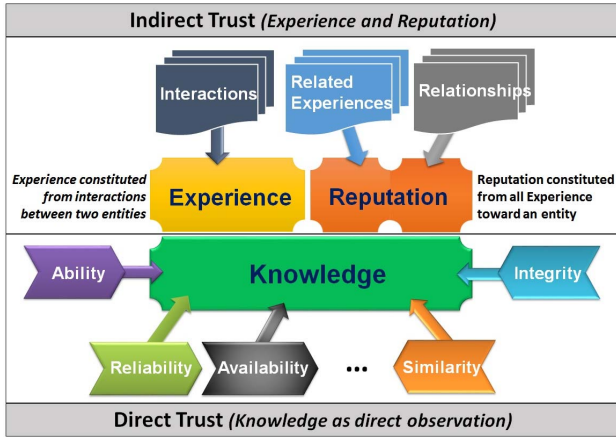 Indirect Trust (Experience and Reputation)
Interactions
Related
Experiences
Relationships
Experience constituted
from interactions
between two entities
Experience
Reputation
Reputation constituted
from all Experience
toward an entity
Ability
Knowledge
Integrity
Reliability
Availability
...
Similarity
Direct Trust (Knowledge as direct observation)